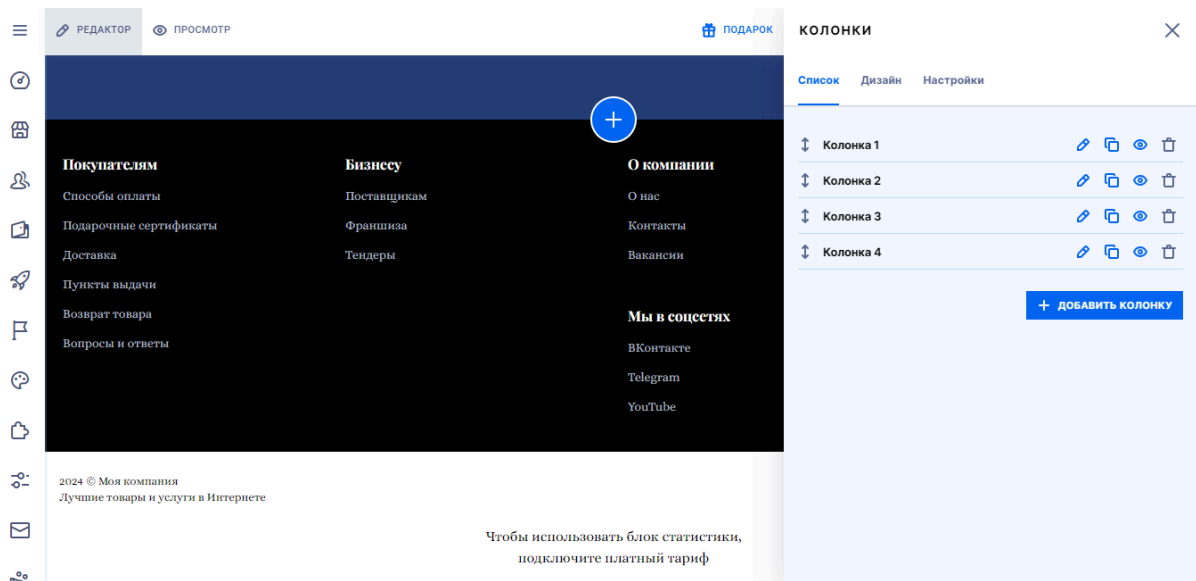 РЕДАКТОР
ПРОСМОТР
ПОДАРОК
Покупателям
Способы оплаты
Подарочные сертификаты
Доставка
Пункты выдачи
Возврат товара
Вопросы и ответы
Бизнесу
Поставщикам
Франшиза
Тендеры
О компании
О нас
Контакты
Вакансии
Мы в соцсетях
ВКонтакте
Telegram
YouTube
2024 © Моя компания
Лучшие товары и услуги в Интернете
Чтобы использовать блок статистики,
подключите платный тариф
КОЛОНКИ
Список Дизайн Настройки
Колонка 1
Колонка 2
Колонка 3
Колонка 4
ДОБАВИТЬ КОЛОНКУ